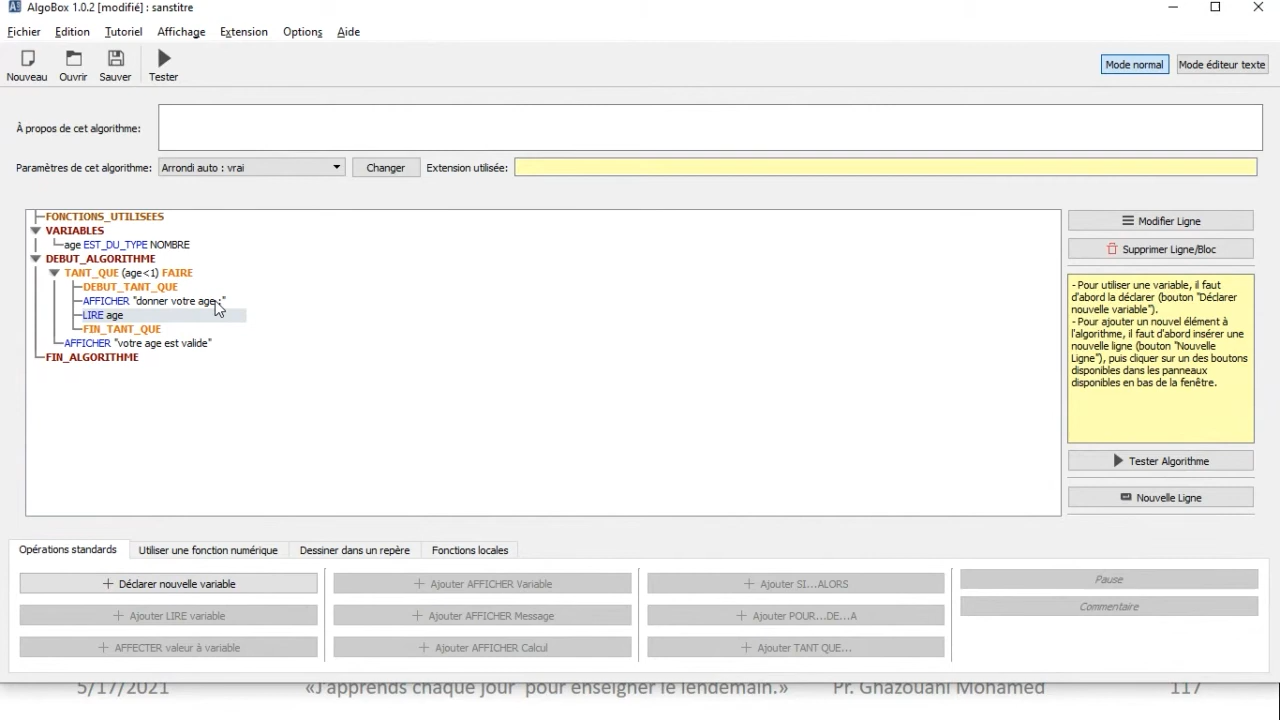 AlgoBox 1.0.2 [modifié] : sanstitre
Fichier Edition Tutoriel Affichage Extension Options Aide
Nouveau Ouvrir Sauver Tester Mode normal Mode éditeur texte
À propos de cet algorithme:
Paramètres de cet algorithme: Arrondi auto : vrai Changer Extension utilisée:
FONCTIONS_UTILISEES
VARIABLES
age EST_DU_TYPE NOMBRE
DEBUT_ALGORITHME
TANT_QUE (age<1) FAIRE
DEBUT_TANT_QUE
AFFICHER "donner votre age :"
LIRE age
FIN_TANT_QUE
AFFICHER "votre age est valide"
FIN_ALGORITHME
Modifier Ligne
Supprimer Ligne/Bloc
- Pour utiliser une variable, il faut
d'abord la déclarer (bouton "Déclarer
nouvelle variable").
- Pour ajouter un nouvel élément à
l'algorithme, il faut d'abord insérer une
nouvelle ligne (bouton "Nouvelle
Ligne"), puis cliquer sur un des boutons
disponibles dans les panneaux
disponibles en bas de la fenêtre.
Tester Algorithme
Nouvelle Ligne
Opérations standards Utiliser une fonction numérique Dessiner dans un repère Fonctions locales
Déclarer nouvelle variable Ajouter AFFICHER Variable Ajouter SI...ALORS Pause
Ajouter LIRE variable Ajouter AFFICHER Message Ajouter POUR...DE...A Commentaire
AFFECTER valeur à variable Ajouter AFFICHER Calcul Ajouter TANT QUE...
5/17/2021 «J'apprends chaque jour pour enseigner le lendemain.» Pr. Ghazouani Mohamed 117